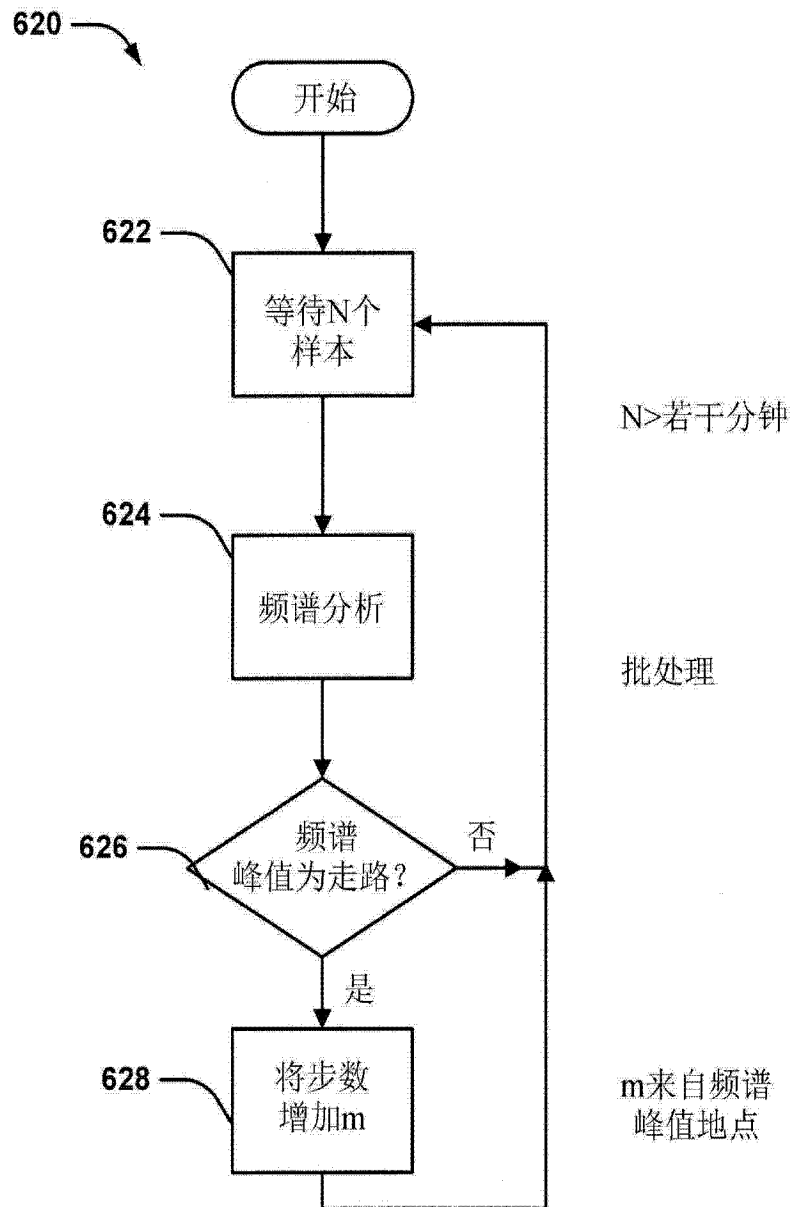 620
开始
622
等待N个
样本
N>若干分钟
624
频谱分析
批处理
626
频谱
峰值为走路?
否
是
628
将步数
增加m
m来自频谱
峰值地点